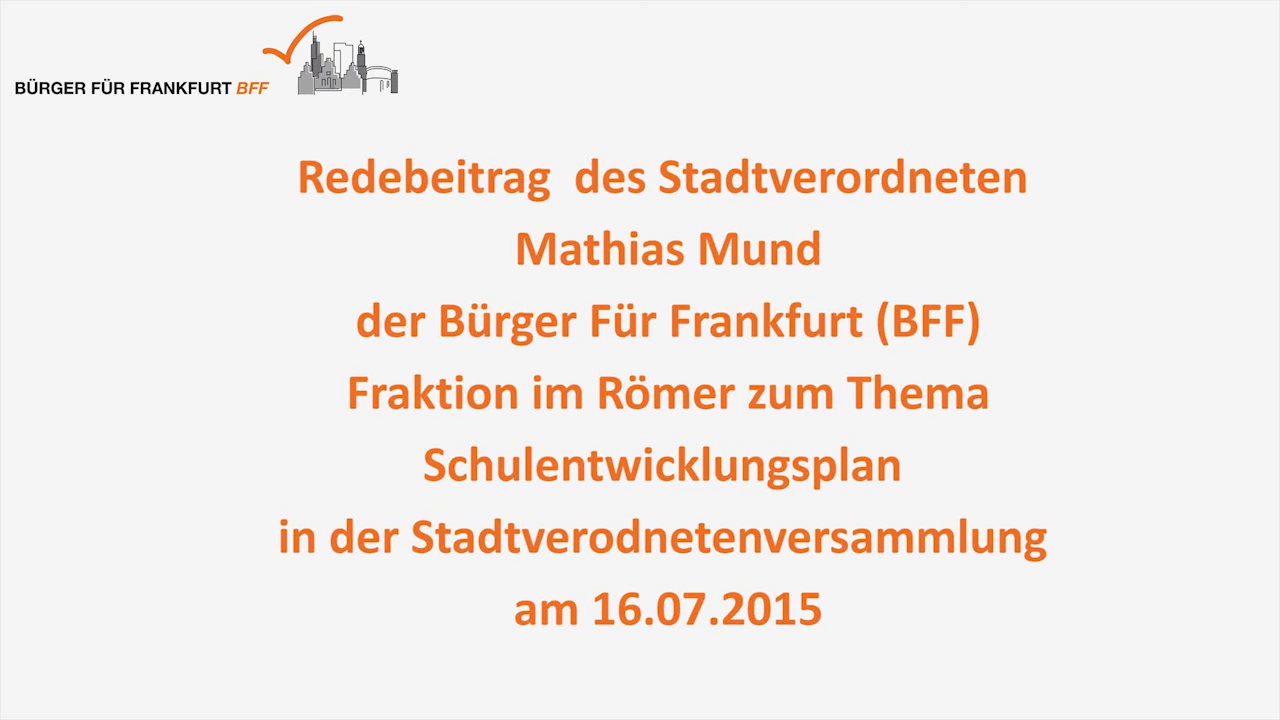 BÜRGER FÜR FRANKFURT BFF
Redebeitrag  des Stadtverordneten
Mathias Mund
der Bürger Für Frankfurt (BFF)
Fraktion im Römer zum Thema
Schulentwicklungsplan
in der Stadtverodnetenversammlung
am 16.07.2015